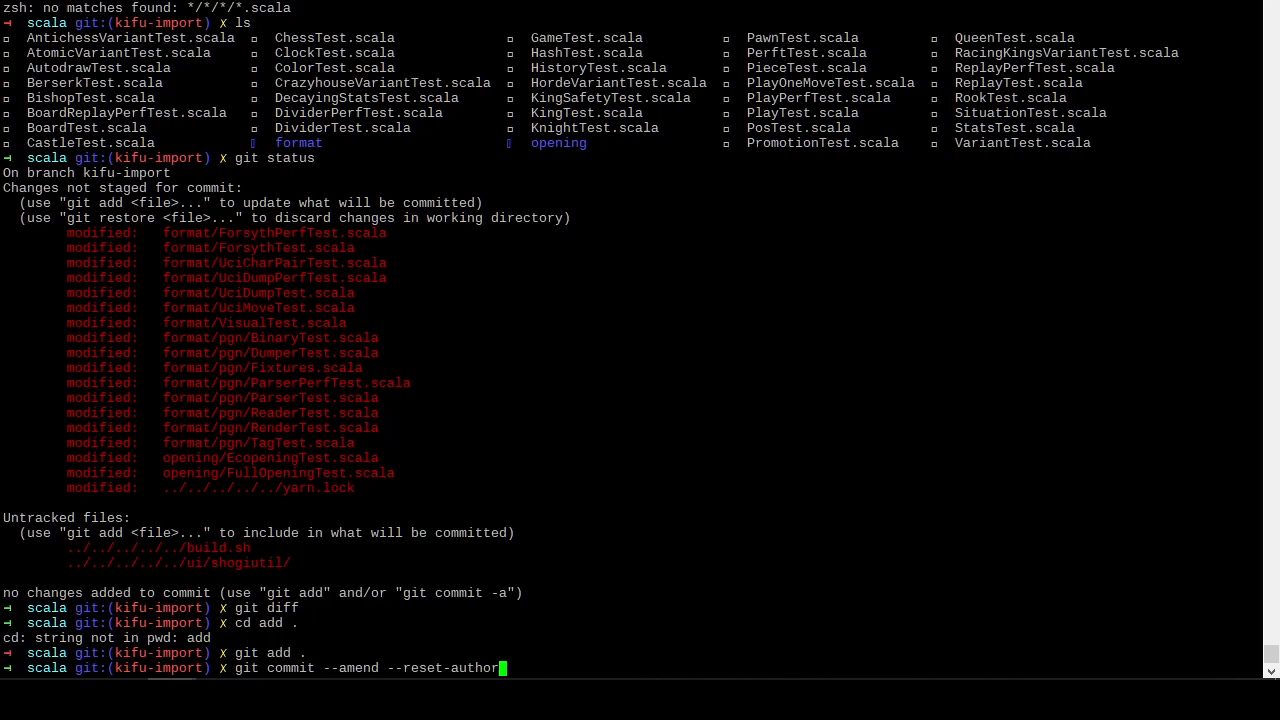 zsh: no matches found: */*/*/*.scala
scala git:(kifu-import) ✗ ls
AntichessVariantTest.scala ChessTest.scala GameTest.scala PawnTest.scala QueenTest.scala
AtomicVariantTest.scala ClockTest.scala HashTest.scala PerftTest.scala RacingKingsVariantTest.scala
AutodrawTest.scala ColorTest.scala HistoryTest.scala PieceTest.scala ReplayPerfTest.scala
BerserkTest.scala CrazyhouseVariantTest.scala HordeVariantTest.scala PlayOneMoveTest.scala ReplayTest.scala
BishopTest.scala DecayingStatsTest.scala KingSafetyTest.scala PlayPerfTest.scala RookTest.scala
BoardReplayPerfTest.scala DividerPerfTest.scala KingTest.scala PlayTest.scala SituationTest.scala
BoardTest.scala DividerTest.scala KnightTest.scala PosTest.scala StatsTest.scala
CastleTest.scala format opening PromotionTest.scala VariantTest.scala
scala git:(kifu-import) ✗ git status
On branch kifu-import
Changes not staged for commit:
(use "git add <file>..." to update what will be committed)
(use "git restore <file>..." to discard changes in working directory)
modified: format/ForsythPerfTest.scala
modified: format/ForsythTest.scala
modified: format/UciCharPairTest.scala
modified: format/UciDumpPerfTest.scala
modified: format/UciDumpTest.scala
modified: format/UciMoveTest.scala
modified: format/VisualTest.scala
modified: format/pgn/BinaryTest.scala
modified: format/pgn/DumperTest.scala
modified: format/pgn/Fixtures.scala
modified: format/pgn/ParserPerfTest.scala
modified: format/pgn/ParserTest.scala
modified: format/pgn/ReaderTest.scala
modified: format/pgn/RenderTest.scala
modified: format/pgn/TagTest.scala
modified: opening/EcopeningTest.scala
modified: opening/FullOpeningTest.scala
modified: ../../../../../yarn.lock
Untracked files:
(use "git add <file>..." to include in what will be committed)
../../../../../build.sh
../../../../../ui/shogiutil/
no changes added to commit (use "git add" and/or "git commit -a")
scala git:(kifu-import) ✗ git diff
scala git:(kifu-import) ✗ cd add .
cd: string not in pwd: add
scala git:(kifu-import) ✗ git add .
scala git:(kifu-import) ✗ git commit --amend --reset-author